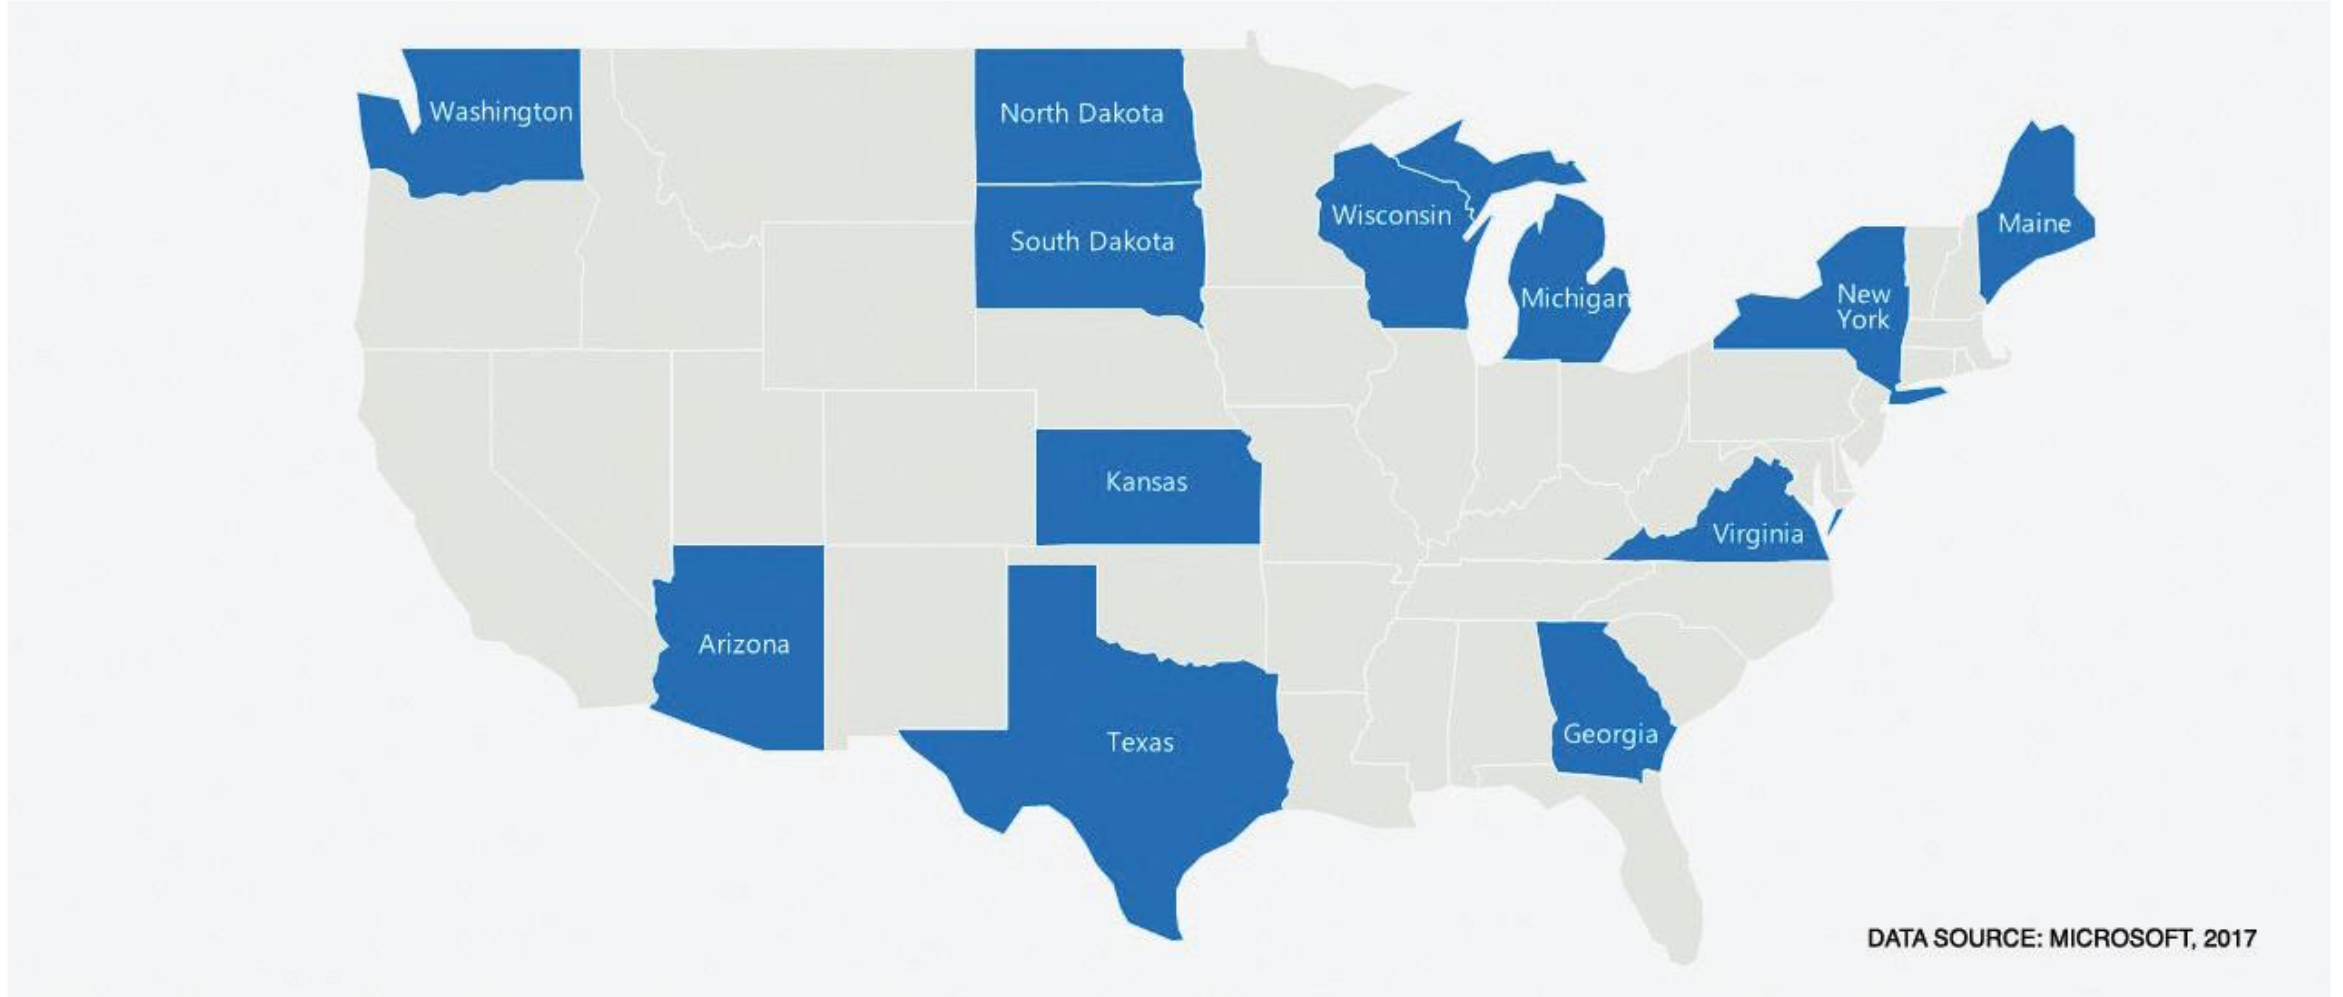 Washington
North Dakota
South Dakota
Wisconsin
Michigan
Maine
New
York
Kansas
Virginia
Arizona
Texas
Georgia
DATA SOURCE: MICROSOFT, 2017